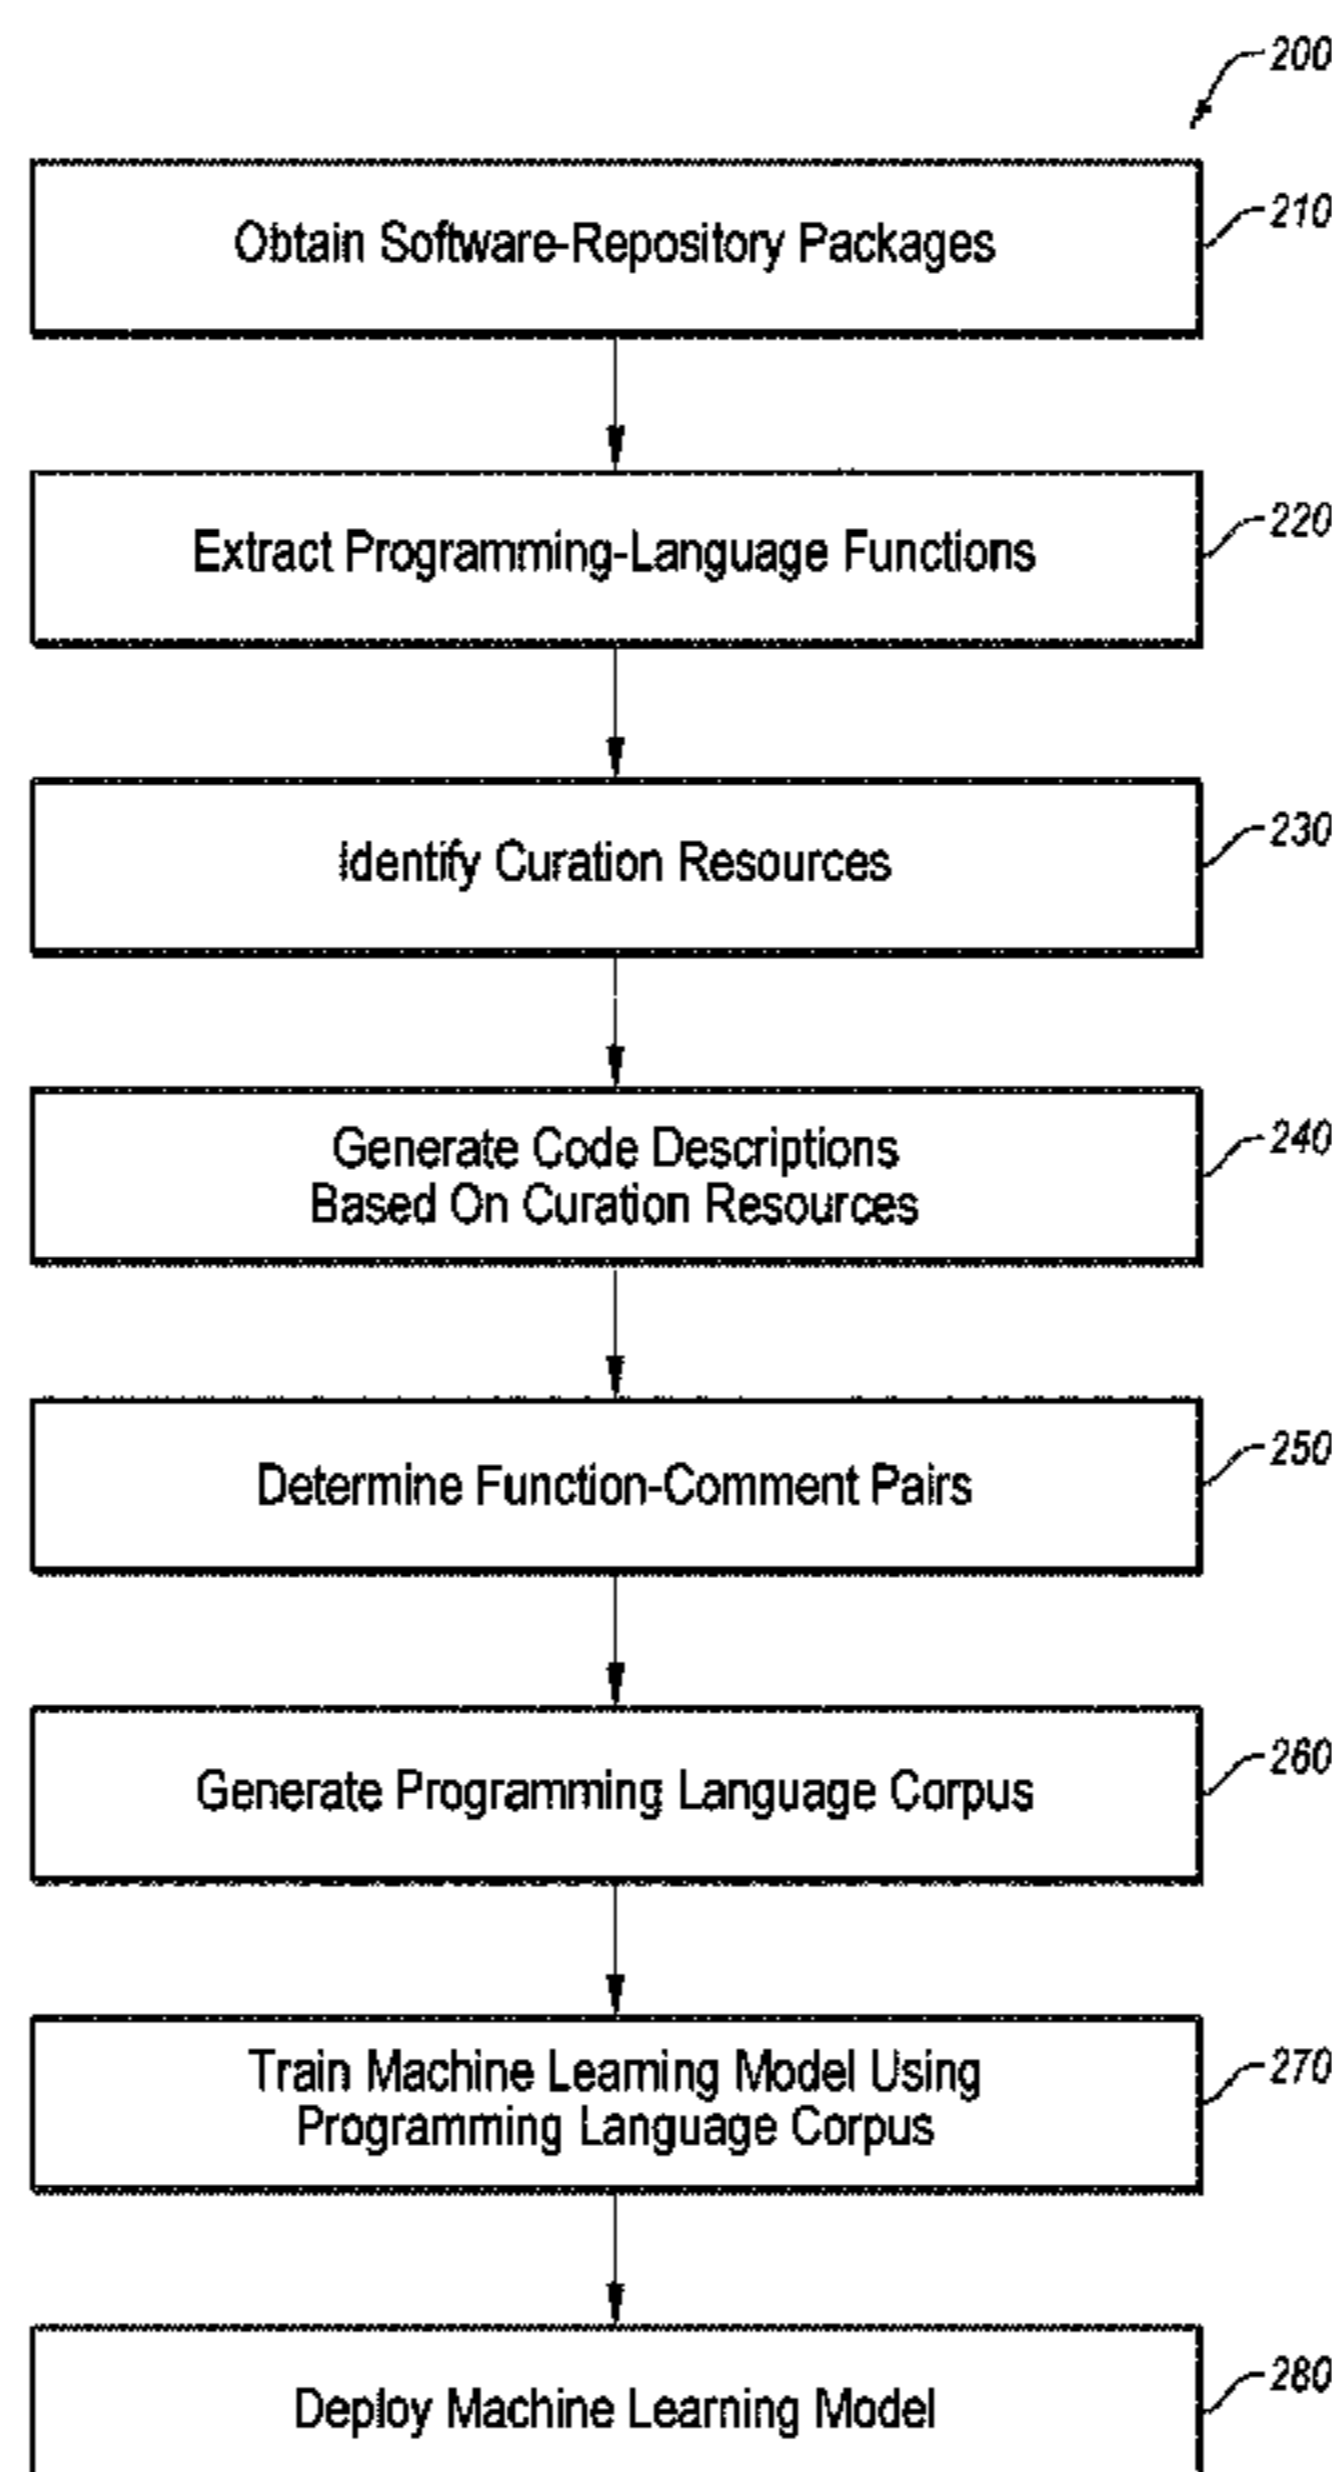 200
Obtain Software-Repository Packages
210
Extract Programming-Language Functions
220
Identify Curation Resources
230
Generate Code Descriptions
Based On Curation Resources
240
Determine Function-Comment Pairs
250
Generate Programming Language Corpus
260
Train Machine Learning Model Using
Programming Language Corpus
270
Deploy Machine Learning Model
280